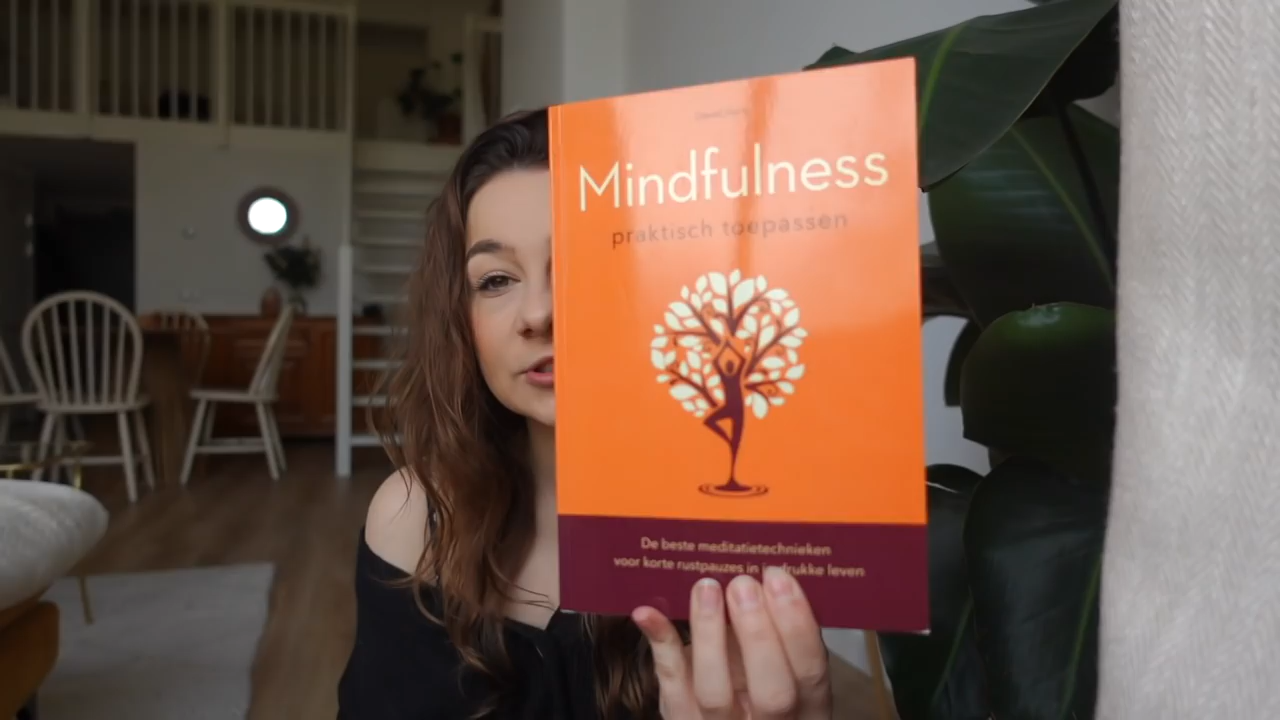 Mindfulness
praktisch toepassen
De beste meditatietechnieken
voor korte rustpauzes in je drukke leven